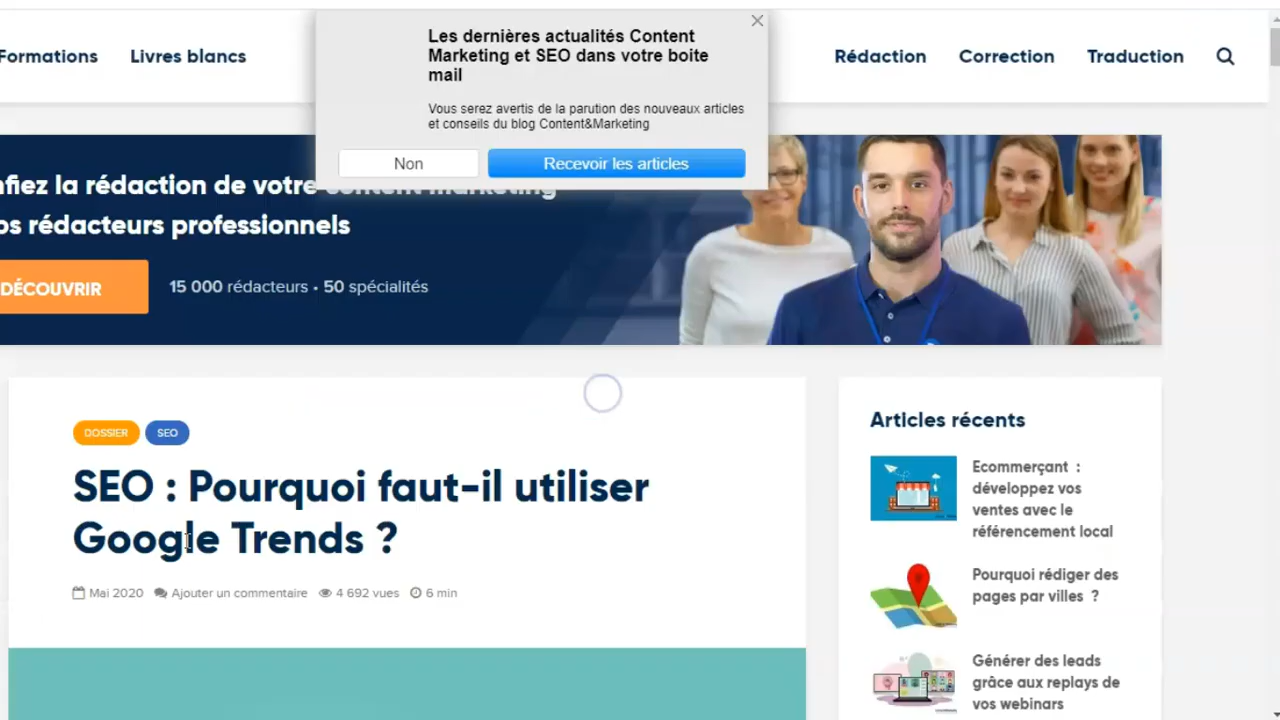 Formations
Livres blancs
Rédaction
Correction
Traduction
Les dernières actualités Content
Marketing et SEO dans votre boite
mail
Vous serez avertis de la parution des nouveaux articles
et conseils du blog Content&Marketing
Non
Recevoir les articles
nfiez la rédaction de votre content marketing
os rédacteurs professionnels
DÉCOUVRIR
15 000 rédacteurs • 50 spécialités
DOSSIER
SEO
SEO : Pourquoi faut-il utiliser
Google Trends ?
Mai 2020
Ajouter un commentaire
4 692 vues
6 min
Articles récents
Ecommerçant :
développez vos
ventes avec le
référencement local
Pourquoi rédiger des
pages par villes ?
Générer des leads
grâce aux replays de
vos webinars